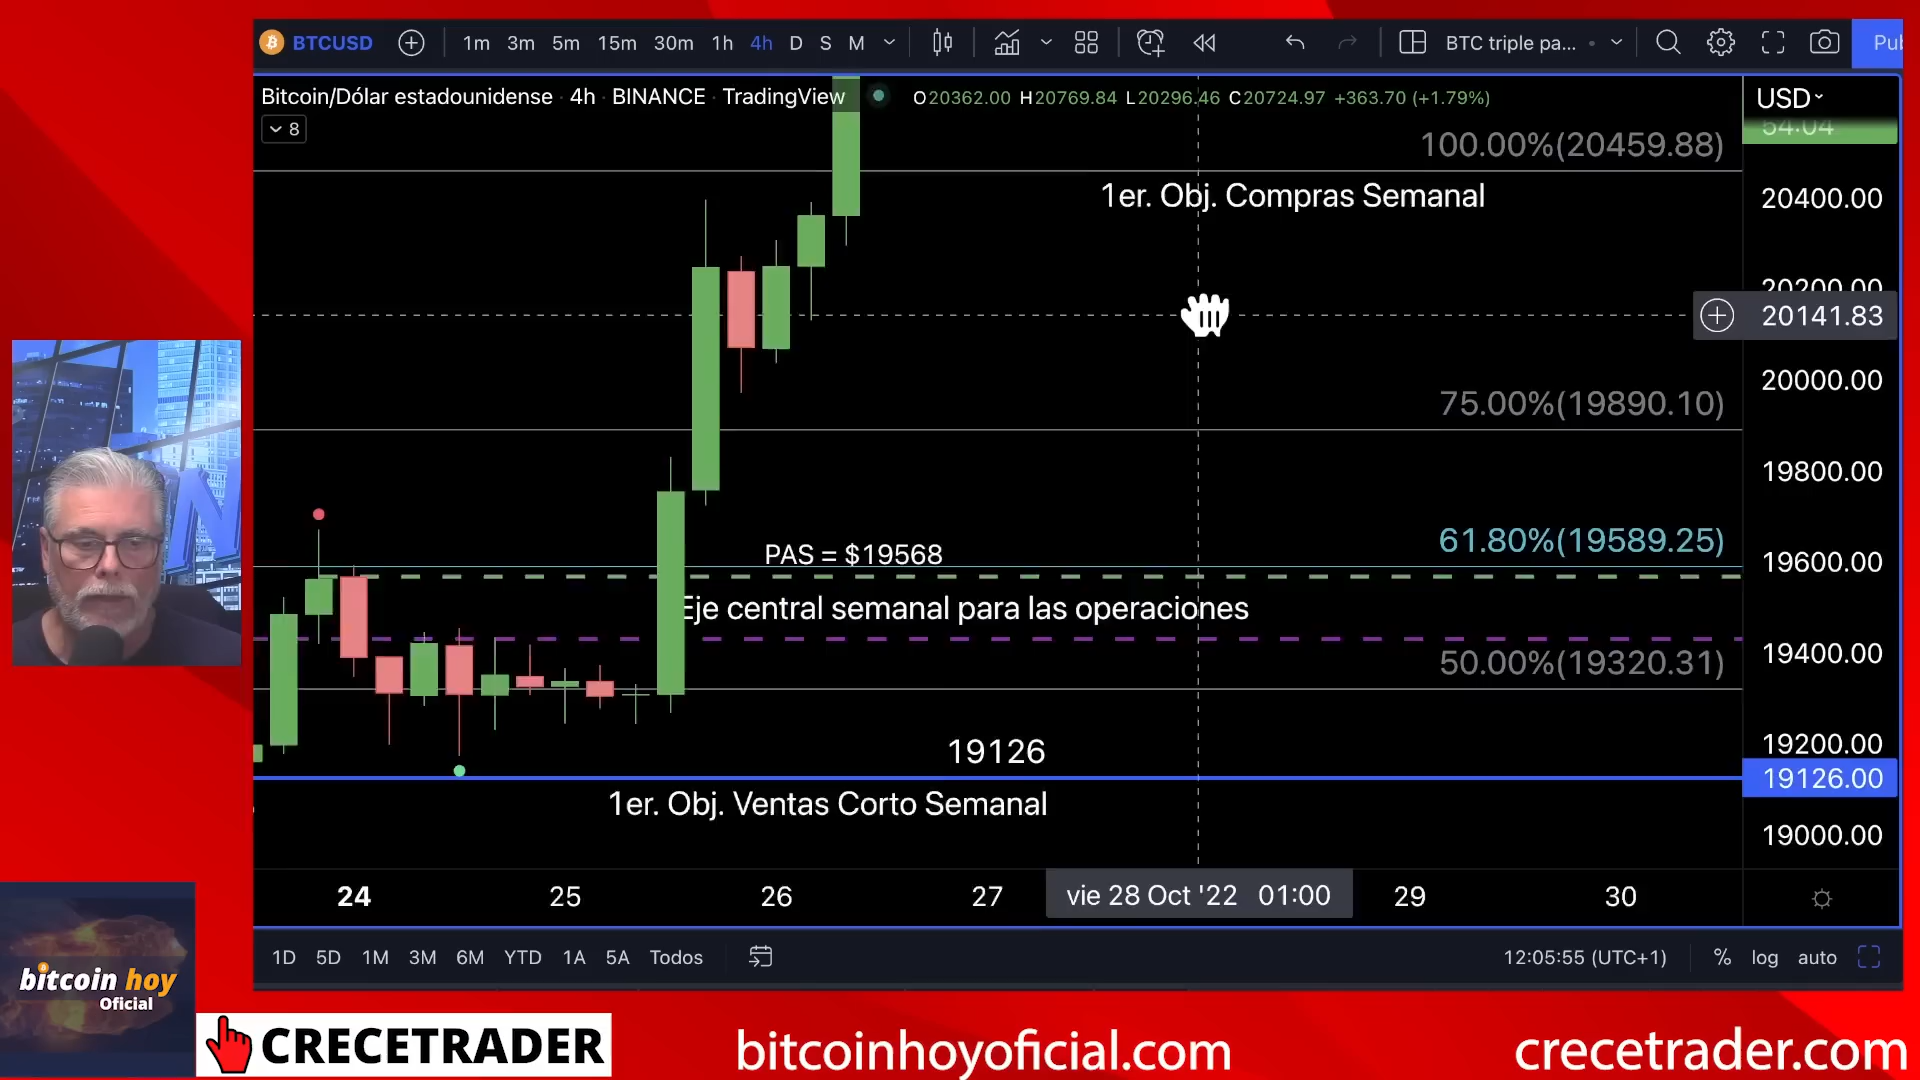 BTCUSD 1m 3m 5m 15m 30m 1h 4h D S M BTC triple pa...
Bitcoin/Dólar estadounidense · 4h · BINANCE · TradingView O20362.00 H20769.84 L20296.46 C20724.97 +363.70 (+1.79%) USD
8
54:04
100.00%(20459.88)
1er. Obj. Compras Semanal
20400.00
20200.00
20141.83
20000.00
75.00%(19890.10)
19800.00
61.80%(19589.25)
PAS = $19568
19600.00
Eje central semanal para las operaciones
19400.00
50.00%(19320.31)
19126
19200.00
19126.00
1er. Obj. Ventas Corto Semanal
19000.00
24 25 26 27 vie 28 Oct '22 01:00 29 30
1D 5D 1M 3M 6M YTD 1A 5A Todos 12:05:55 (UTC+1) % log auto
bitcoin hoy
Oficial
CRECETRADER
bitcoinhoyoficial.com
crecetrader.com